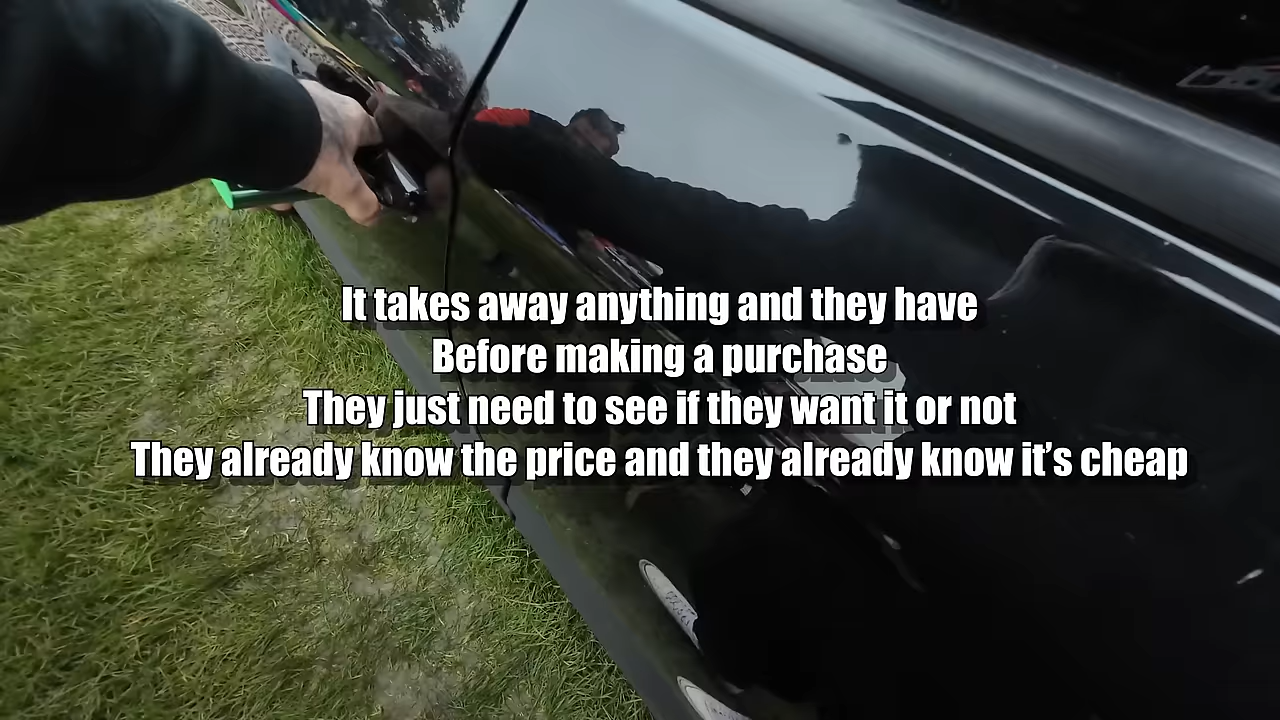 It takes away anything and they have
Before making a purchase
They just need to see if they want it or not
They already know the price and they already know it’s cheap